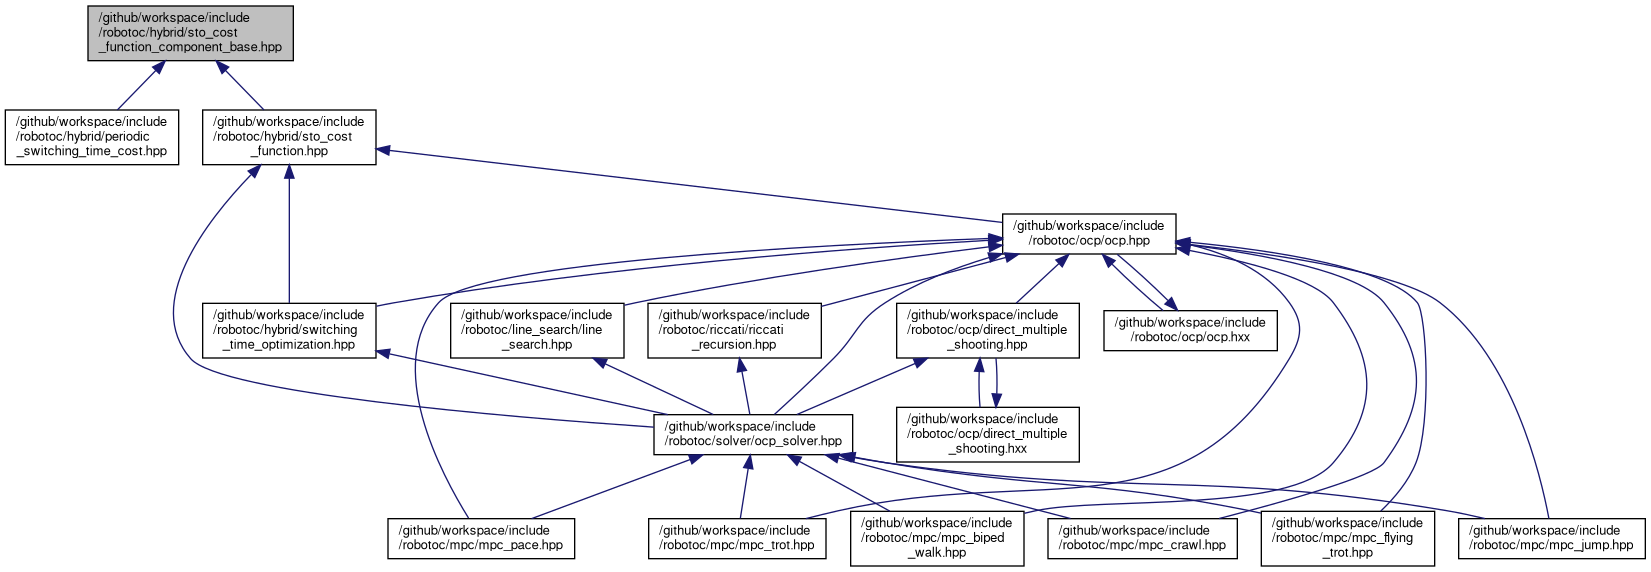 /github/workspace/include
/robotoc/hybrid/sto_cost
_function_component_base.hpp
/github/workspace/include
/robotoc/hybrid/periodic
_switching_time_cost.hpp
/github/workspace/include
/robotoc/hybrid/sto_cost
_function.hpp
/github/workspace/include
/robotoc/ocp/ocp.hpp
/github/workspace/include
/robotoc/hybrid/switching
_time_optimization.hpp
/github/workspace/include
/robotoc/line_search/line
_search.hpp
/github/workspace/include
/robotoc/riccati/riccati
_recursion.hpp
/github/workspace/include
/robotoc/ocp/direct_multiple
_shooting.hpp
/github/workspace/include
/robotoc/ocp/ocp.hxx
/github/workspace/include
/robotoc/solver/ocp_solver.hpp
/github/workspace/include
/robotoc/ocp/direct_multiple
_shooting.hxx
/github/workspace/include
/robotoc/mpc/mpc_pace.hpp
/github/workspace/include
/robotoc/mpc/mpc_trot.hpp
/github/workspace/include
/robotoc/mpc/mpc_biped
_walk.hpp
/github/workspace/include
/robotoc/mpc/mpc_crawl.hpp
/github/workspace/include
/robotoc/mpc/mpc_flying
_trot.hpp
/github/workspace/include
/robotoc/mpc/mpc_jump.hpp